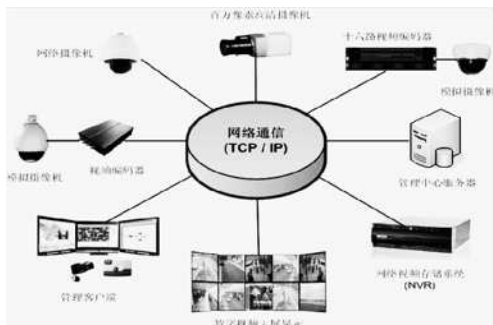 百万像素高清摄像机
网络摄像机
十六路视频编码器
模拟摄像机
网络通信
(TCP / IP)
模拟摄像机
视频编码器
管理中心服务器
管理客户端
网络视频存储系统
(NVR)